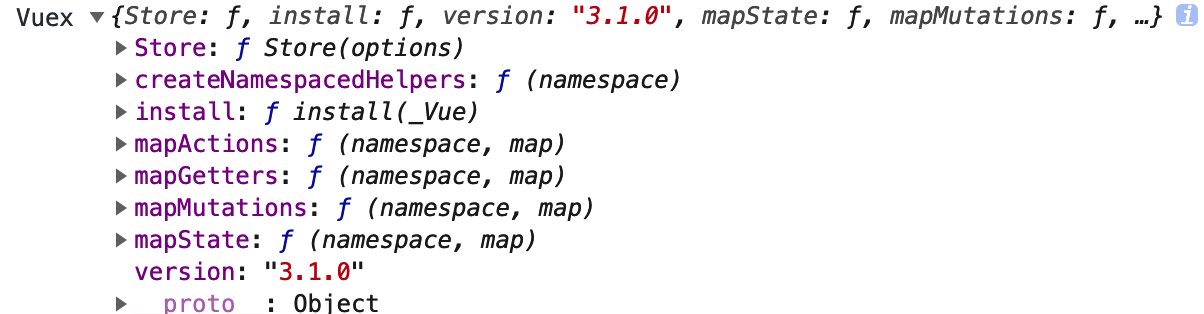 Vuex ▼{Store: ƒ, install: ƒ, version: "3.1.0", mapState: ƒ, mapMutations: ƒ, …} i
▶Store: ƒ Store(options)
▶createNamespacedHelpers: ƒ (namespace)
▶install: ƒ install(_Vue)
▶mapActions: ƒ (namespace, map)
▶mapGetters: ƒ (namespace, map)
▶mapMutations: ƒ (namespace, map)
▶mapState: ƒ (namespace, map)
version: "3.1.0"
▶__proto__: Object